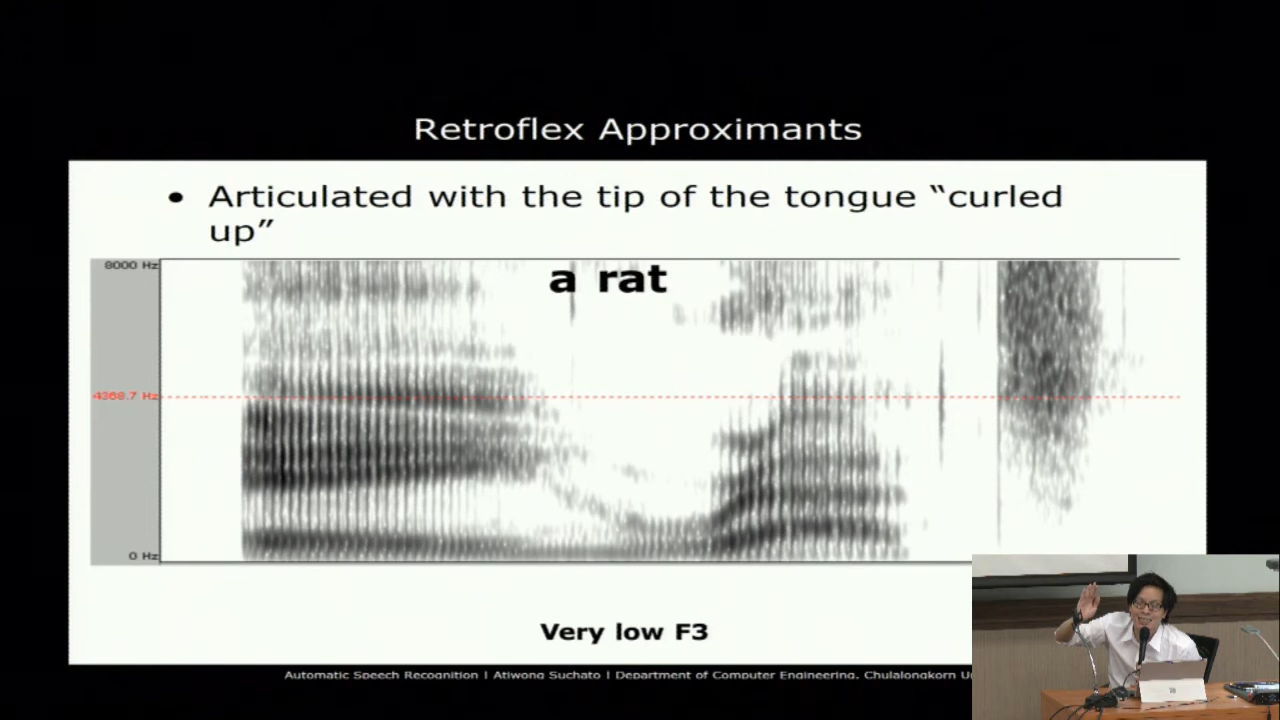 Retroflex Approximants
• Articulated with the tip of the tongue “curled
up”
8000 Hz
a rat
4368.7 Hz
0 Hz
Very low F3
Automatic Speech Recognition | Atiwong Suchato | Department of Computer Engineering, Chulalongkorn